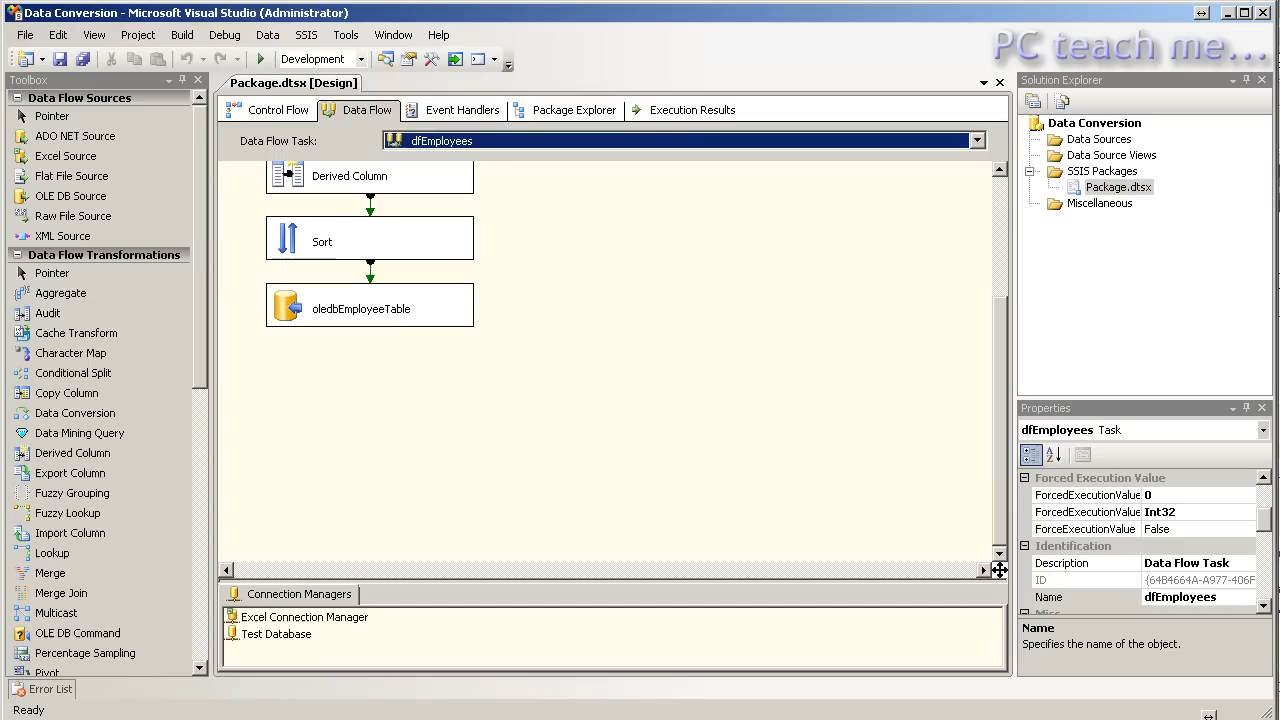 Data Conversion - Microsoft Visual Studio (Administrator)
File Edit View Project Build Debug Data SSIS Tools Window Help
Development
PC teach me...
Toolbox
Data Flow Sources
Pointer
ADO NET Source
Excel Source
Flat File Source
OLE DB Source
Raw File Source
XML Source
Data Flow Transformations
Pointer
Aggregate
Audit
Cache Transform
Character Map
Conditional Split
Copy Column
Data Conversion
Data Mining Query
Derived Column
Export Column
Fuzzy Grouping
Fuzzy Lookup
Import Column
Lookup
Merge
Merge Join
Multicast
OLE DB Command
Percentage Sampling
Pivot
Package.dtsx [Design]
Control Flow Data Flow Event Handlers Package Explorer Execution Results
Data Flow Task: dfEmployees
Derived Column
Sort
oledbEmployeeTable
Connection Managers
Excel Connection Manager
Test Database
Solution Explorer
Data Conversion
Data Sources
Data Source Views
SSIS Packages
Package.dtsx
Miscellaneous
Properties
dfEmployees Task
Forced Execution Value
ForcedExecutionValue 0
ForcedExecutionValue Int32
ForceExecutionValue False
Identification
Description Data Flow Task
ID {64B4664A-A977-406F
Name dfEmployees
Misc
Name
Specifies the name of the object.
Error List
Ready